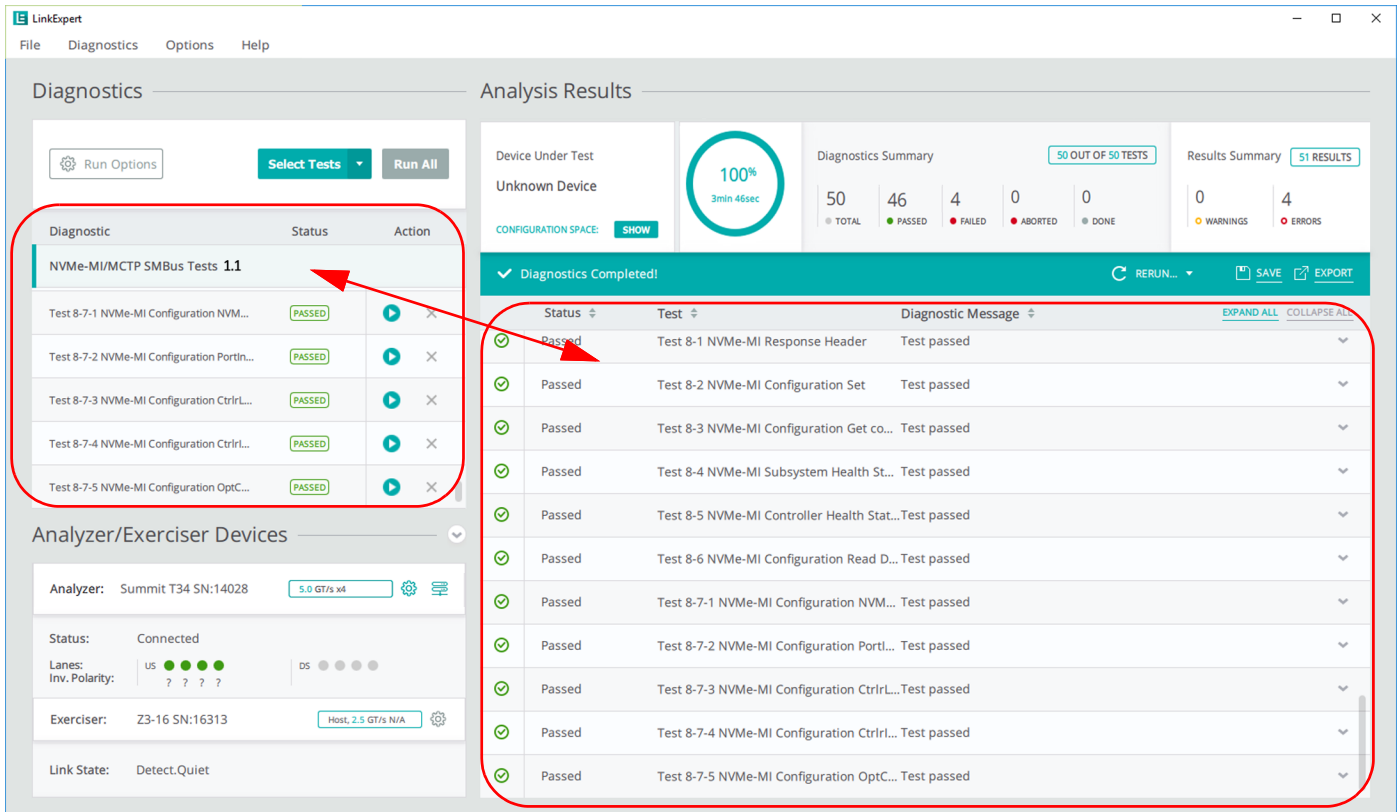 LinkExpert
File Diagnostics Options Help
Diagnostics
Run Options Select Tests Run All
Diagnostic Status Action
NVMe-MI/MCTP SMBus Tests 1.1
Test 8-7-1 NVMe-MI Configuration NVM... PASSED
Test 8-7-2 NVMe-MI Configuration PortIn... PASSED
Test 8-7-3 NVMe-MI Configuration CtrlrL... PASSED
Test 8-7-4 NVMe-MI Configuration CtrlrI... PASSED
Test 8-7-5 NVMe-MI Configuration OptC... PASSED
Analyzer/Exerciser Devices
Analyzer: Summit T34 SN:14028 5.0 GT/s x4
Status: Connected
Lanes: US DS
Inv. Polarity: ? ? ? ?
Exerciser: Z3-16 SN:16313 Host, 2.5 GT/s N/A
Link State: Detect.Quiet
Analysis Results
Device Under Test
Unknown Device
CONFIGURATION SPACE: SHOW
100%
3min 46sec
Diagnostics Summary 50 OUT OF 50 TESTS
50 46 4 0 0
TOTAL PASSED FAILED ABORTED DONE
Results Summary 51 RESULTS
0 4
WARNINGS ERRORS
Diagnostics Completed! RERUN... SAVE EXPORT
Status Test Diagnostic Message EXPAND ALL COLLAPSE ALL
Passed Test 8-1 NVMe-MI Response Header Test passed
Passed Test 8-2 NVMe-MI Configuration Set Test passed
Passed Test 8-3 NVMe-MI Configuration Get co... Test passed
Passed Test 8-4 NVMe-MI Subsystem Health St... Test passed
Passed Test 8-5 NVMe-MI Controller Health Stat... Test passed
Passed Test 8-6 NVMe-MI Configuration Read D... Test passed
Passed Test 8-7-1 NVMe-MI Configuration NVM... Test passed
Passed Test 8-7-2 NVMe-MI Configuration PortI... Test passed
Passed Test 8-7-3 NVMe-MI Configuration CtrlrL... Test passed
Passed Test 8-7-4 NVMe-MI Configuration CtrlrI... Test passed
Passed Test 8-7-5 NVMe-MI Configuration OptC... Test passed